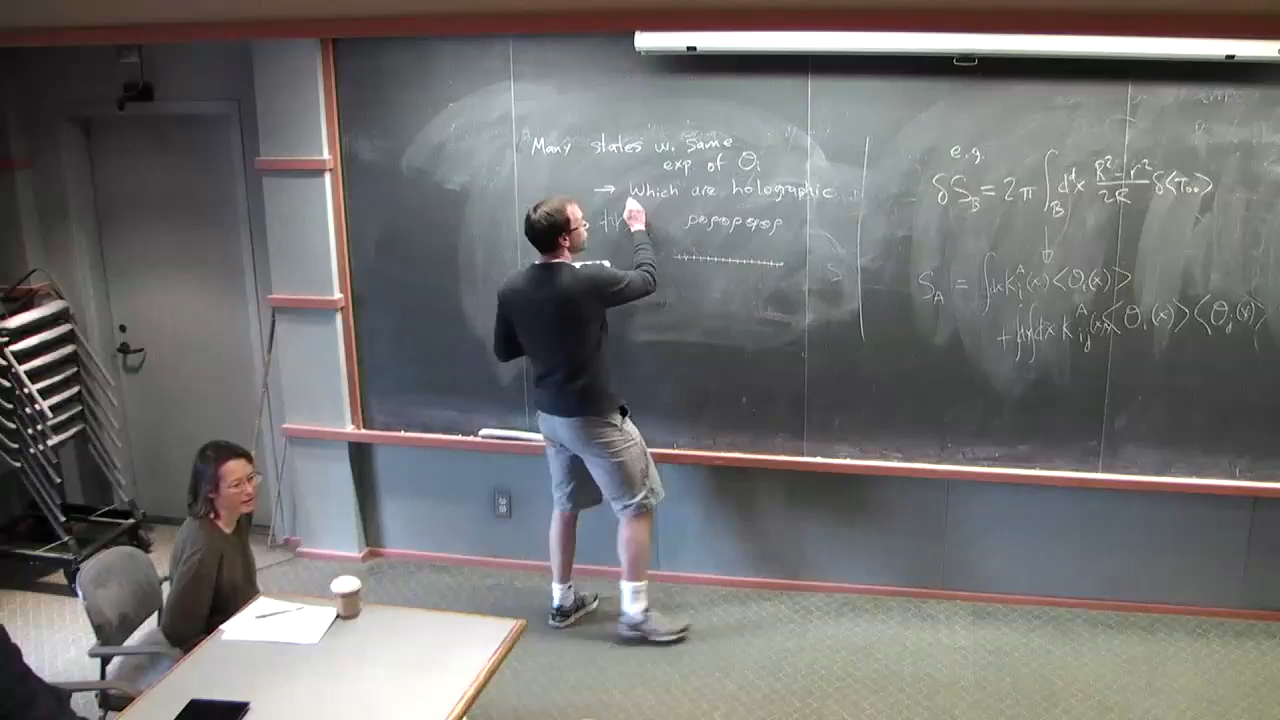 Many states w. same
exp. of O_i
→ Which are holographic
e.g.
δS_B = 2π ∫_B d^dx (R² - r²)/(2R) δ⟨T_00⟩
S_A = ∫dx K_i^A(x)⟨O_i(x)⟩
+ ∫dy∫dx K_ij^A ⟨O_i(x)⟩⟨O_j(y)⟩